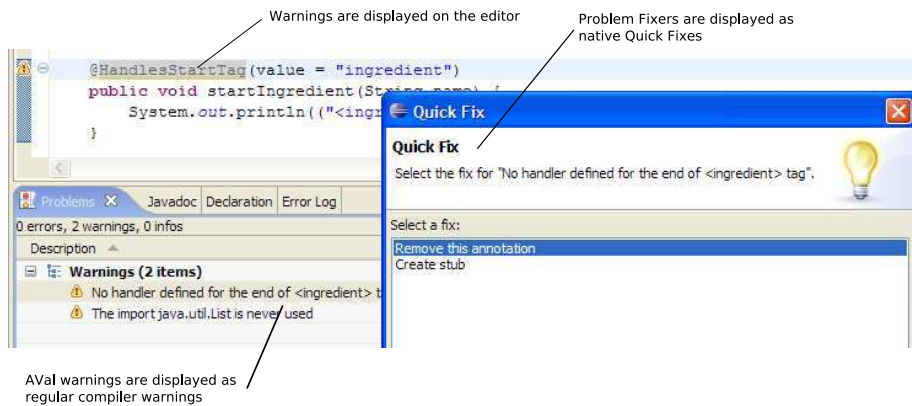 Warnings are displayed on the editor
Problem Fixers are displayed as
native Quick Fixes
@HandlesStartTag(value = "ingredient")
public void startIngredient(String name) {
System.out.println(("<ingr
}
Quick Fix
Quick Fix
Select the fix for "No handler defined for the end of <ingredient> tag".
Problems Javadoc Declaration Error Log
0 errors, 2 warnings, 0 infos
Description
Warnings (2 items)
No handler defined for the end of <ingredient> t
The import java.util.List is never used
Select a fix:
Remove this annotation
Create stub
AVal warnings are displayed as
regular compiler warnings